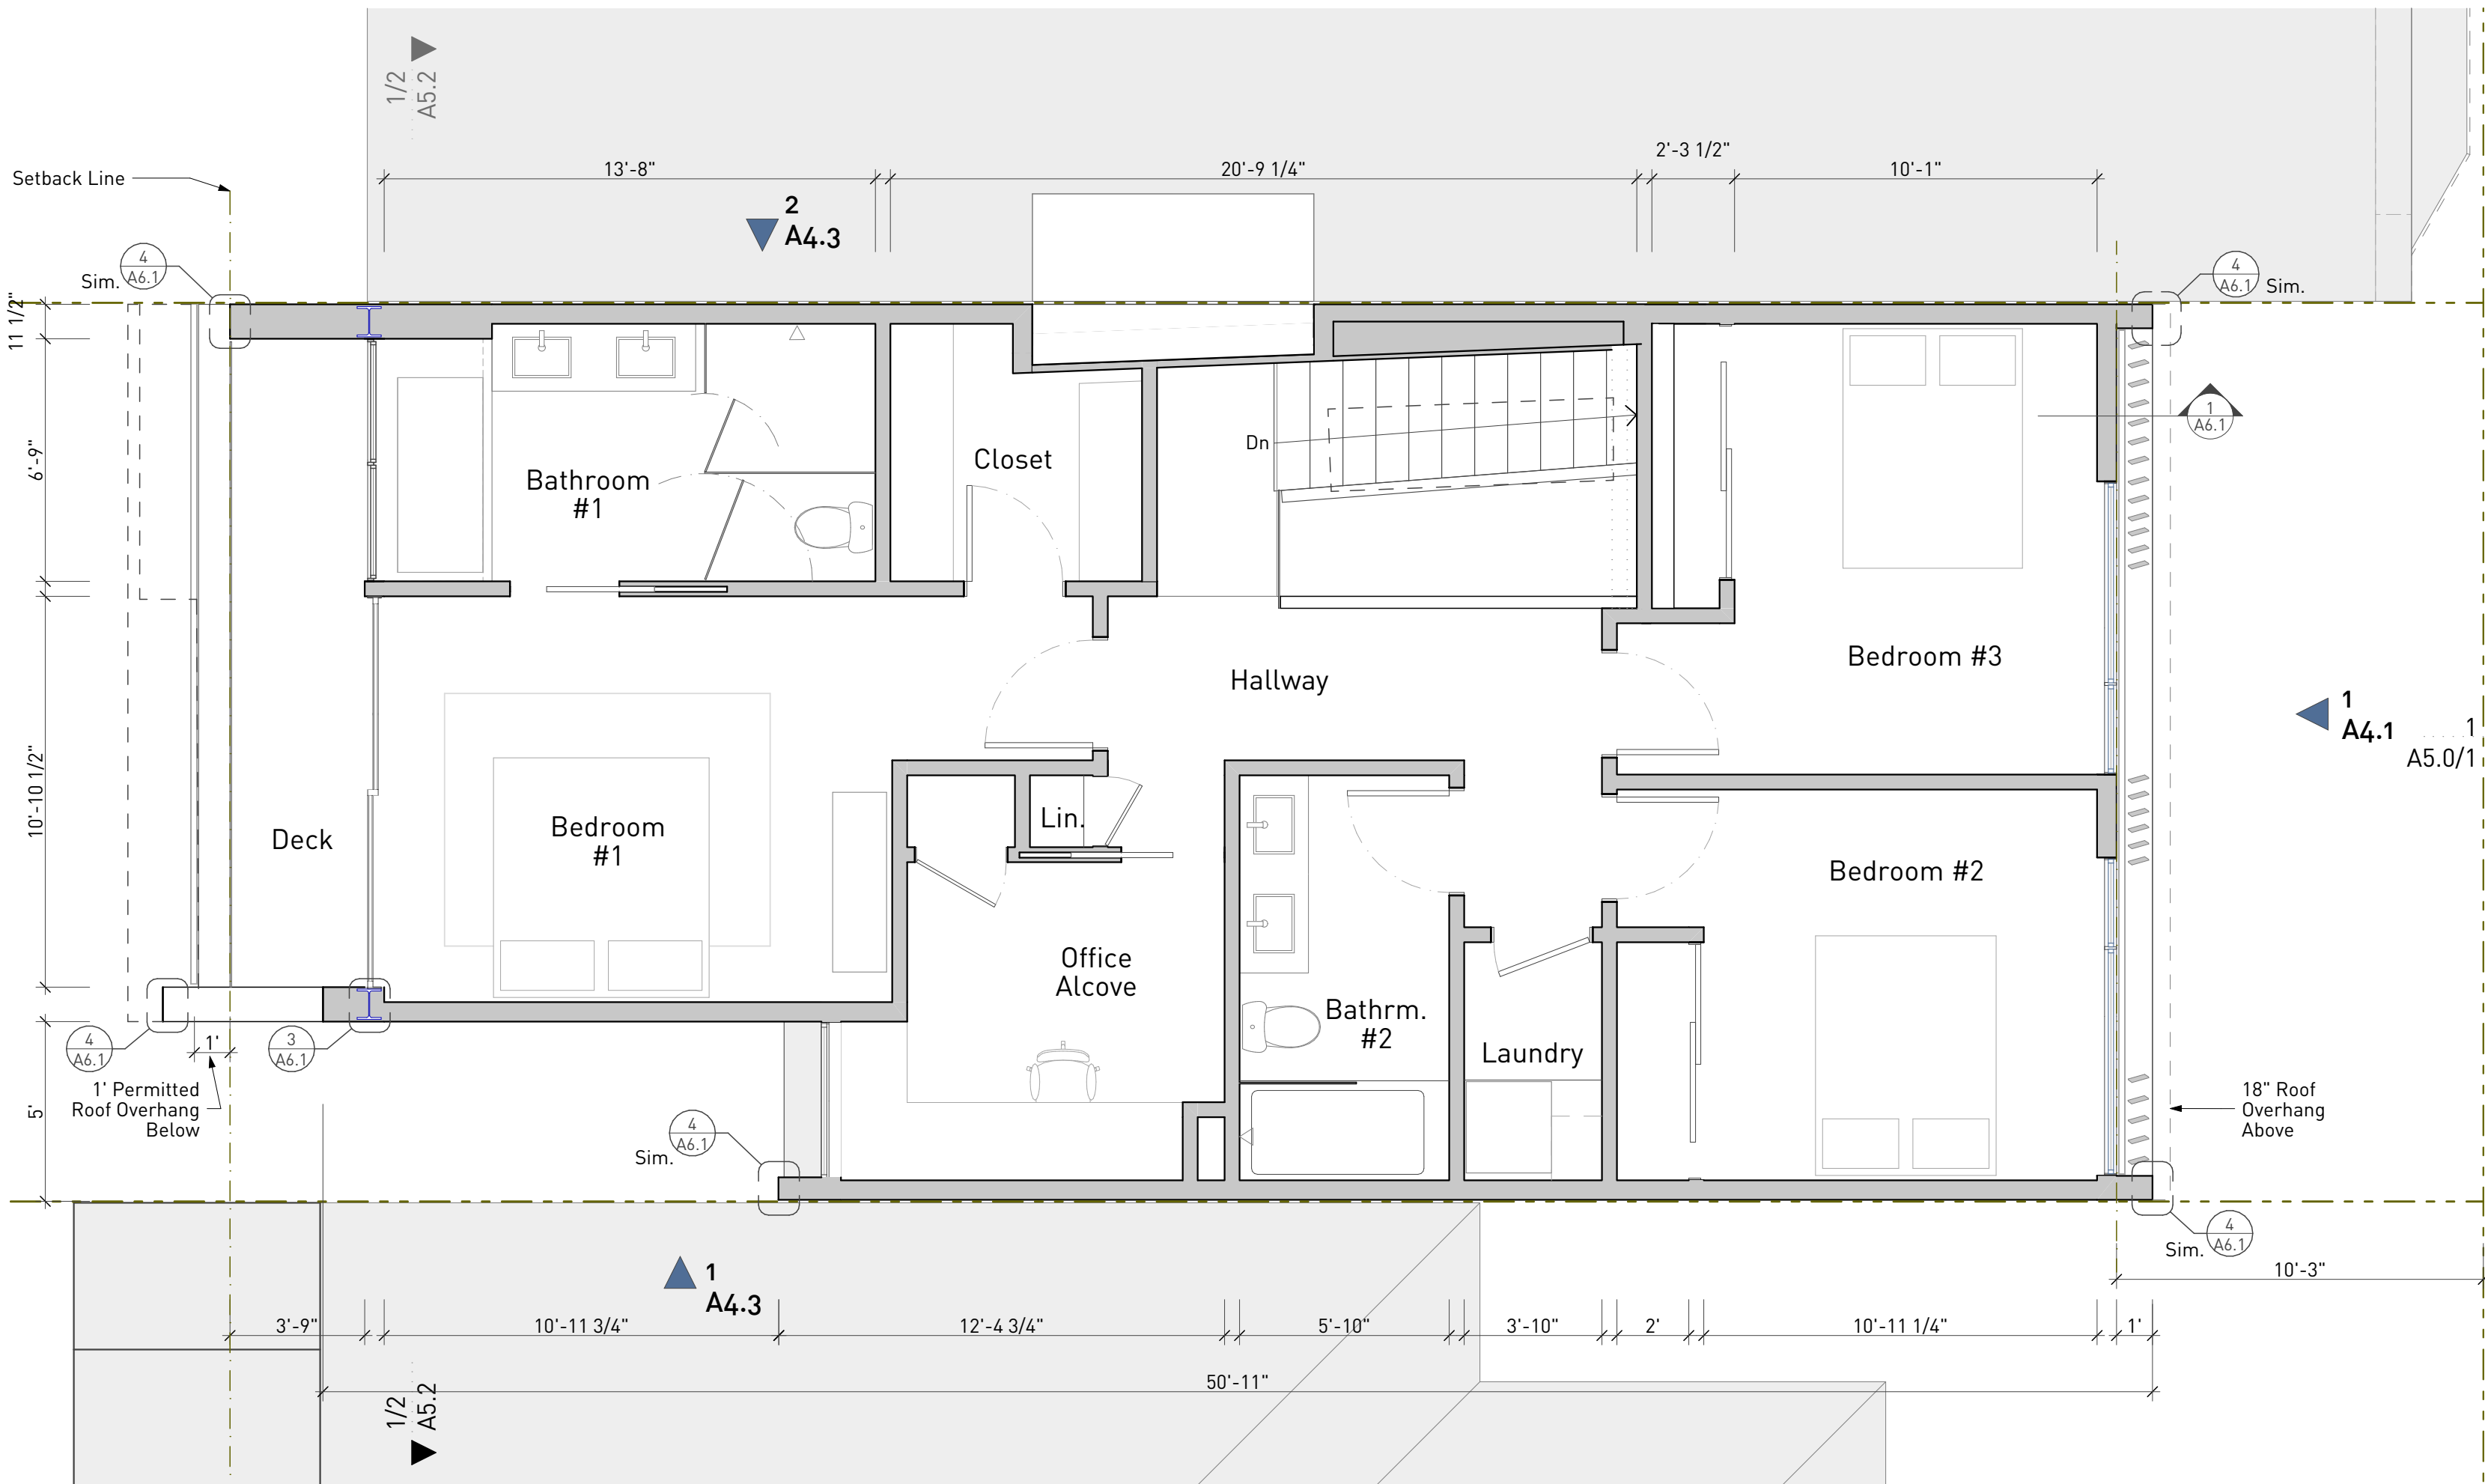 1/2
A5.2
2'-3 1/2"
13'-8"
20'-9 1/4"
10'-1"
Setback Line
2
A4.3
4
A6.1
Sim.
4
A6.1
Sim.
11 1/2"
1
A6.1
Dn
Closet
6'-9"
Bathroom
#1
Bedroom #3
Hallway
1
A4.1
1
A5.0/1
10'-10 1/2"
Lin.
Deck
Bedroom
#1
Bedroom #2
Office
Alcove
Bathrm.
#2
4
A6.1
1'
3
A6.1
Laundry
1' Permitted
Roof Overhang
Below
5'
18" Roof
Overhang
Above
4
A6.1
Sim.
4
A6.1
Sim.
1
A4.3
10'-3"
3'-9"
10'-11 3/4"
12'-4 3/4"
5'-10"
3'-10"
2'
10'-11 1/4"
1'
50'-11"
1/2
A5.2